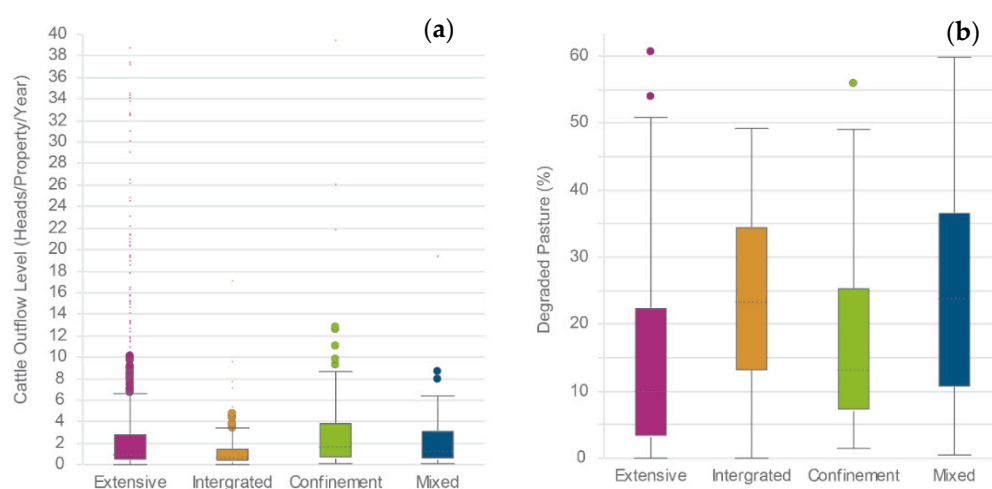 (a)
Cattle Outflow Level (Heads/Property/Year)
40
38
36
34
32
30
28
26
24
22
20
18
16
14
12
10
8
6
4
2
0
Extensive
Intergrated
Confinement
Mixed
(b)
Degraded Pasture (%)
60
50
40
30
20
10
0
Extensive
Intergrated
Confinement
Mixed